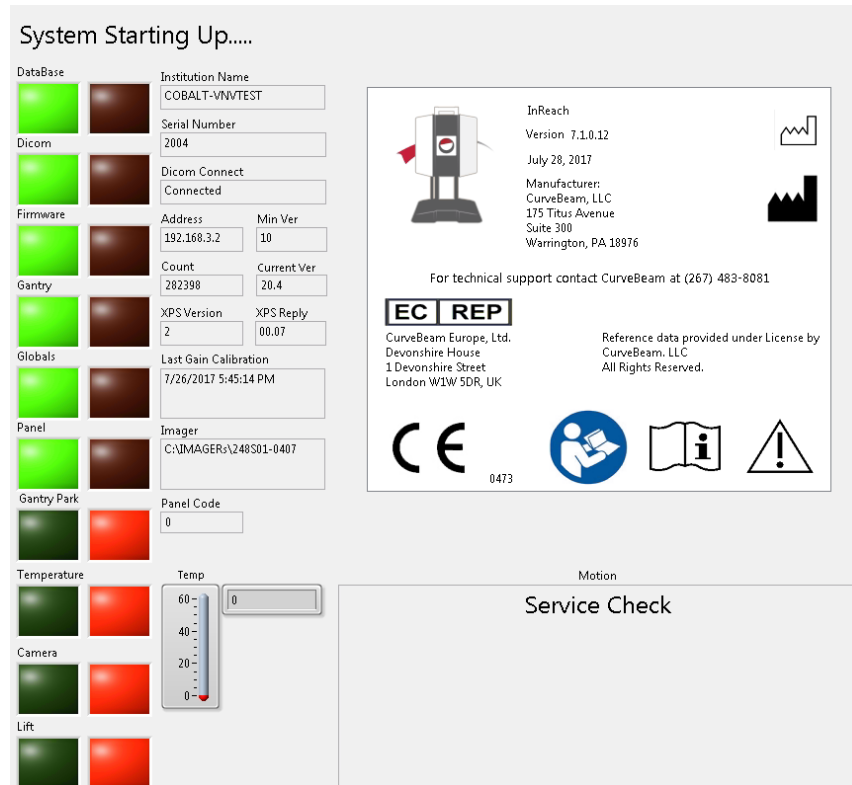 System Starting Up.....
DataBase
Institution Name
COBALT-VNVTEST
Serial Number
2004
Dicom
Dicom Connect
Connected
Firmware
Address
Min Ver
192.168.3.2
10
Count
Current Ver
282398
20.4
Gantry
XPS Version
XPS Reply
2
00.07
Globals
Last Gain Calibration
7/26/2017 5:45:14 PM
Panel
Imager
C:\IMAGERs\248S01-0407
Gantry Park
Panel Code
0
Temperature
Temp
60
40
20
0
0
Camera
Lift
InReach
Version 7.1.0.12
July 28, 2017
Manufacturer:
CurveBeam, LLC
175 Titus Avenue
Suite 300
Warrington, PA 18976
For technical support contact CurveBeam at (267) 483-8081
EC REP
CurveBeam Europe, Ltd.
Devonshire House
1 Devonshire Street
London W1W 5DR, UK
Reference data provided under License by
CurveBeam. LLC
All Rights Reserved.
CE
0473
i
!
Motion
Service Check